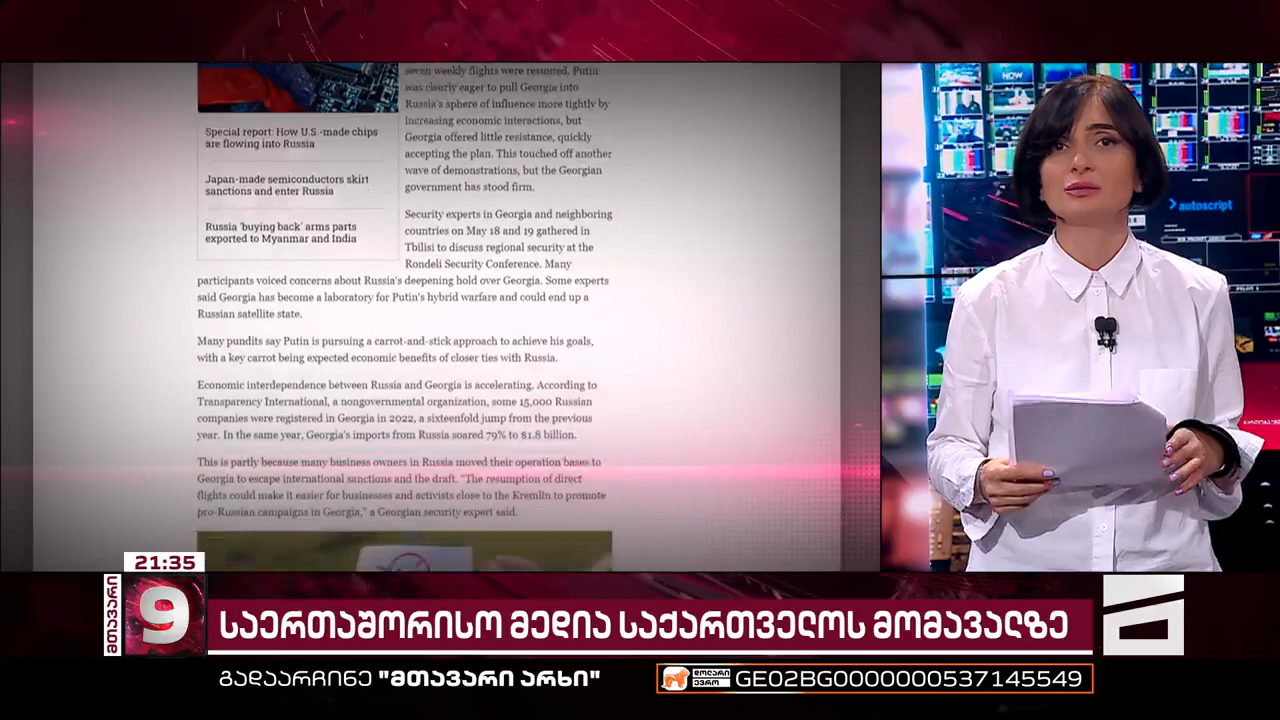 seven weekly flights were resumed, Putin
was clearly eager to pull Georgia into
Russia's sphere of influence more tightly by
increasing economic interactions, but
Georgia offered little resistance, quickly
accepting the plan. This touched off another
wave of demonstrations, but the Georgian
government has stood firm.
Special report: How U.S.-made chips
are flowing into Russia
Japan-made semiconductors skirt
sanctions and enter Russia
Russia 'buying back' arms parts
exported to Myanmar and India
Security experts in Georgia and neighboring
countries on May 18 and 19 gathered in
Tbilisi to discuss regional security at the
Rondeli Security Conference. Many
participants voiced concerns about Russia's deepening hold over Georgia. Some experts
said Georgia has become a laboratory for Putin's hybrid warfare and could end up a
Russian satellite state.
Many pundits say Putin is pursuing a carrot-and-stick approach to achieve his goals,
with a key carrot being expected economic benefits of closer ties with Russia.
Economic interdependence between Russia and Georgia is accelerating. According to
Transparency International, a nongovernmental organization, some 15,000 Russian
companies were registered in Georgia in 2022, a sixteenfold jump from the previous
year. In the same year, Georgia's imports from Russia soared 79% to $1.8 billion.
This is partly because many business owners in Russia moved their operation bases to
Georgia to escape international sanctions and the draft. "The resumption of direct
flights could make it easier for businesses and activists close to the Kremlin to promote
pro-Russian campaigns in Georgia," a Georgian security expert said.
NOW
autoscript
21:35
მთავარი
9
საერთაშორისო მედია საქართველოს მომავალზე
გადაარჩინე "მთავარი არხი"
დოლარი
ევრო
GE02BG0000000537145549